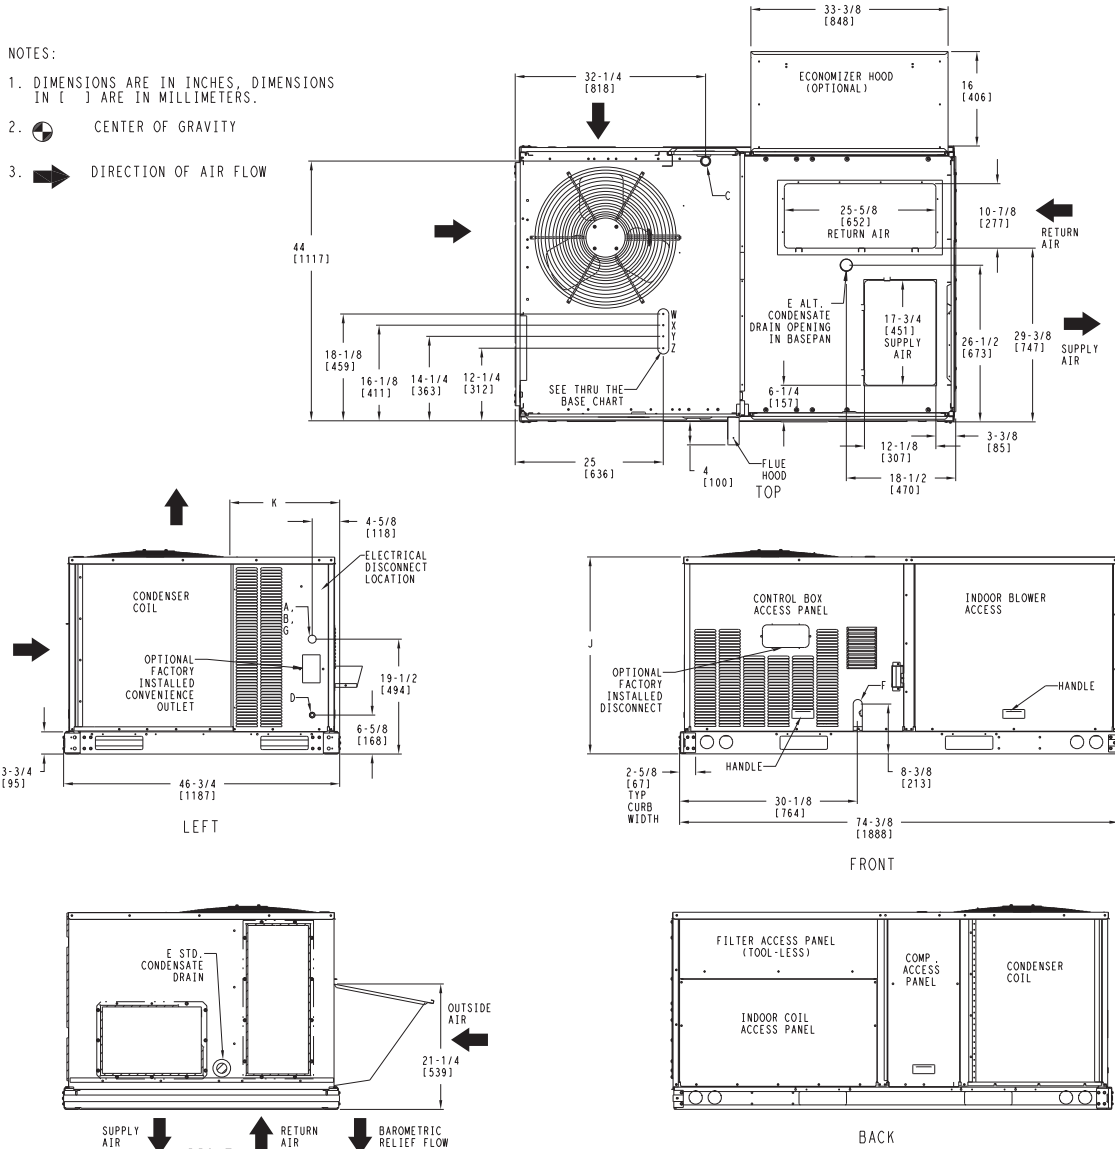 NOTES:
1. DIMENSIONS ARE IN INCHES, DIMENSIONS
IN [ ] ARE IN MILLIMETERS.
2. CENTER OF GRAVITY
3. DIRECTION OF AIR FLOW
33-3/8
[848]
ECONOMIZER HOOD
(OPTIONAL)
16
[406]
32-1/4
[818]
C
44
[1117]
25-5/8
[652]
RETURN AIR
10-7/8
[277]
RETURN
AIR
E ALT.
CONDENSATE
DRAIN OPENING
IN BASEPAN
17-3/4
[451]
SUPPLY
AIR
26-1/2
[673]
29-3/8
[747]
SUPPLY
AIR
W
X
Y
Z
18-1/8
[459]
16-1/8
[411]
14-1/4
[363]
12-1/4
[312]
SEE THRU THE
BASE CHART
6-1/4
[157]
12-1/8
[307]
3-3/8
[85]
18-1/2
[470]
25
[636]
4
[100]
FLUE
HOOD
TOP
K
4-5/8
[118]
ELECTRICAL
DISCONNECT
LOCATION
CONDENSER
COIL
A,
B,
G
OPTIONAL
FACTORY
INSTALLED
CONVENIENCE
OUTLET
D
19-1/2
[494]
6-5/8
[168]
3-3/4
[95]
46-3/4
[1187]
LEFT
J
CONTROL BOX
ACCESS PANEL
INDOOR BLOWER
ACCESS
OPTIONAL
FACTORY
INSTALLED
DISCONNECT
F
HANDLE
HANDLE
2-5/8
[67]
TYP
CURB
WIDTH
8-3/8
[213]
30-1/8
[764]
74-3/8
[1888]
FRONT
E STD.
CONDENSATE
DRAIN
OUTSIDE
AIR
21-1/4
[539]
SUPPLY
AIR
RETURN
AIR
BAROMETRIC
RELIEF FLOW
FILTER ACCESS PANEL
(TOOL-LESS)
COMP.
ACCESS
PANEL
CONDENSER
COIL
INDOOR COIL
ACCESS PANEL
BACK